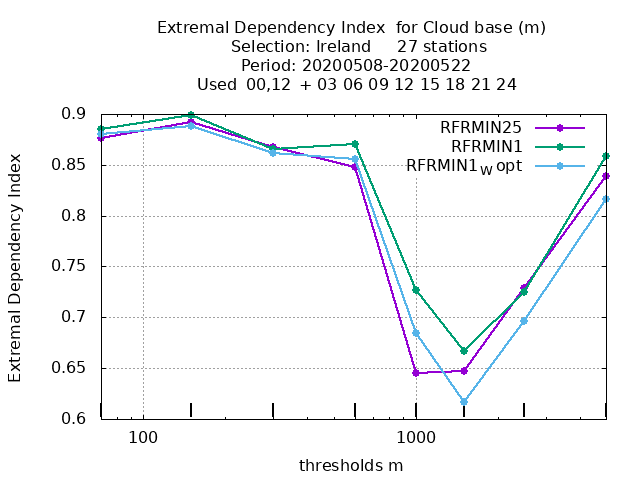 Extremal Dependency Index  for Cloud base (m)
Selection: Ireland     27 stations
Period: 20200508-20200522
Used  00,12  + 03 06 09 12 15 18 21 24
Extremal Dependency Index
0.9
0.85
0.8
0.75
0.7
0.65
0.6
RFRMIN25
RFRMIN1
RFRMIN1W opt
100
1000
thresholds m